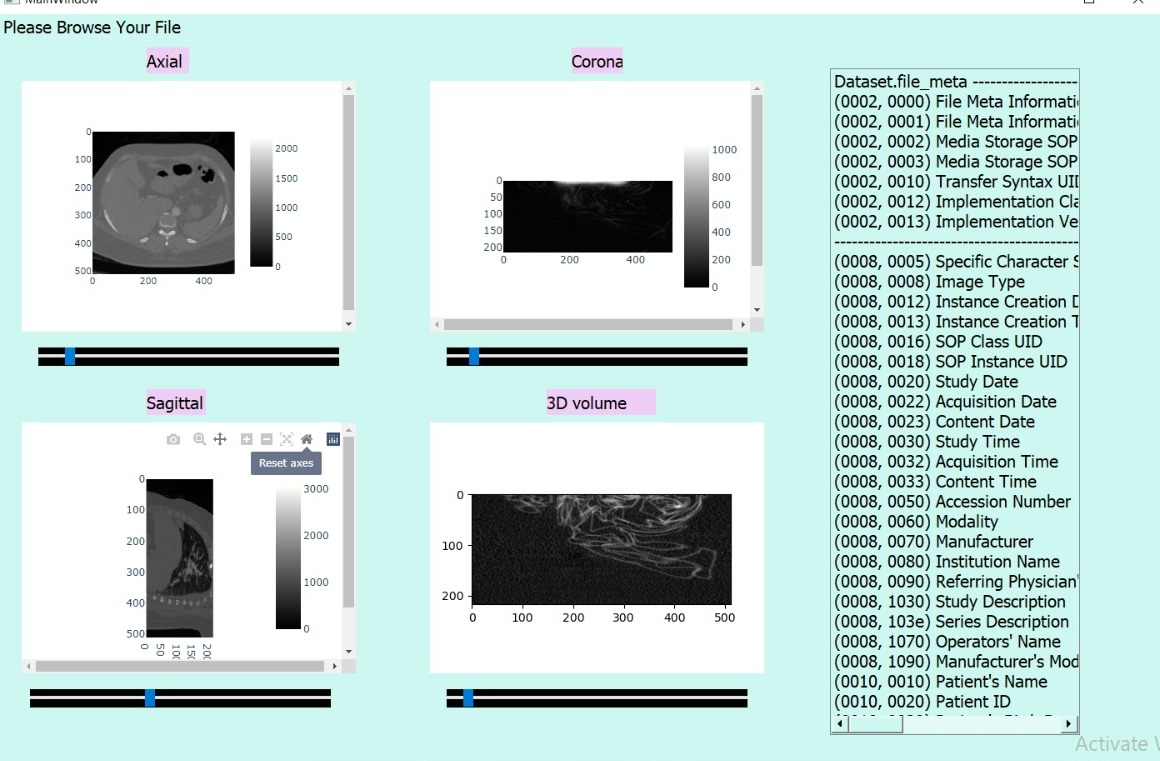 MainWindow
Please Browse Your File
Axial
0
100
200
300
400
500
0 200 400
2000
1500
1000
500
0
Corona
0
50
100
150
200
0 200 400
1000
800
600
400
200
0
Sagittal
Reset axes
0
100
200
300
400
500
0 50
3000
2000
1000
0
3D volume
0
100
200
0 100 200 300 400 500
Dataset.file_meta ------------------
(0002, 0000) File Meta Informati
(0002, 0001) File Meta Informati
(0002, 0002) Media Storage SOP
(0002, 0003) Media Storage SOP
(0002, 0010) Transfer Syntax UID
(0002, 0012) Implementation Cla
(0002, 0013) Implementation Ve
------------------------------------------
(0008, 0005) Specific Character S
(0008, 0008) Image Type
(0008, 0012) Instance Creation D
(0008, 0013) Instance Creation T
(0008, 0016) SOP Class UID
(0008, 0018) SOP Instance UID
(0008, 0020) Study Date
(0008, 0022) Acquisition Date
(0008, 0023) Content Date
(0008, 0030) Study Time
(0008, 0032) Acquisition Time
(0008, 0033) Content Time
(0008, 0050) Accession Number
(0008, 0060) Modality
(0008, 0070) Manufacturer
(0008, 0080) Institution Name
(0008, 0090) Referring Physician'
(0008, 1030) Study Description
(0008, 103e) Series Description
(0008, 1070) Operators' Name
(0008, 1090) Manufacturer's Mod
(0010, 0010) Patient's Name
(0010, 0020) Patient ID
Activate